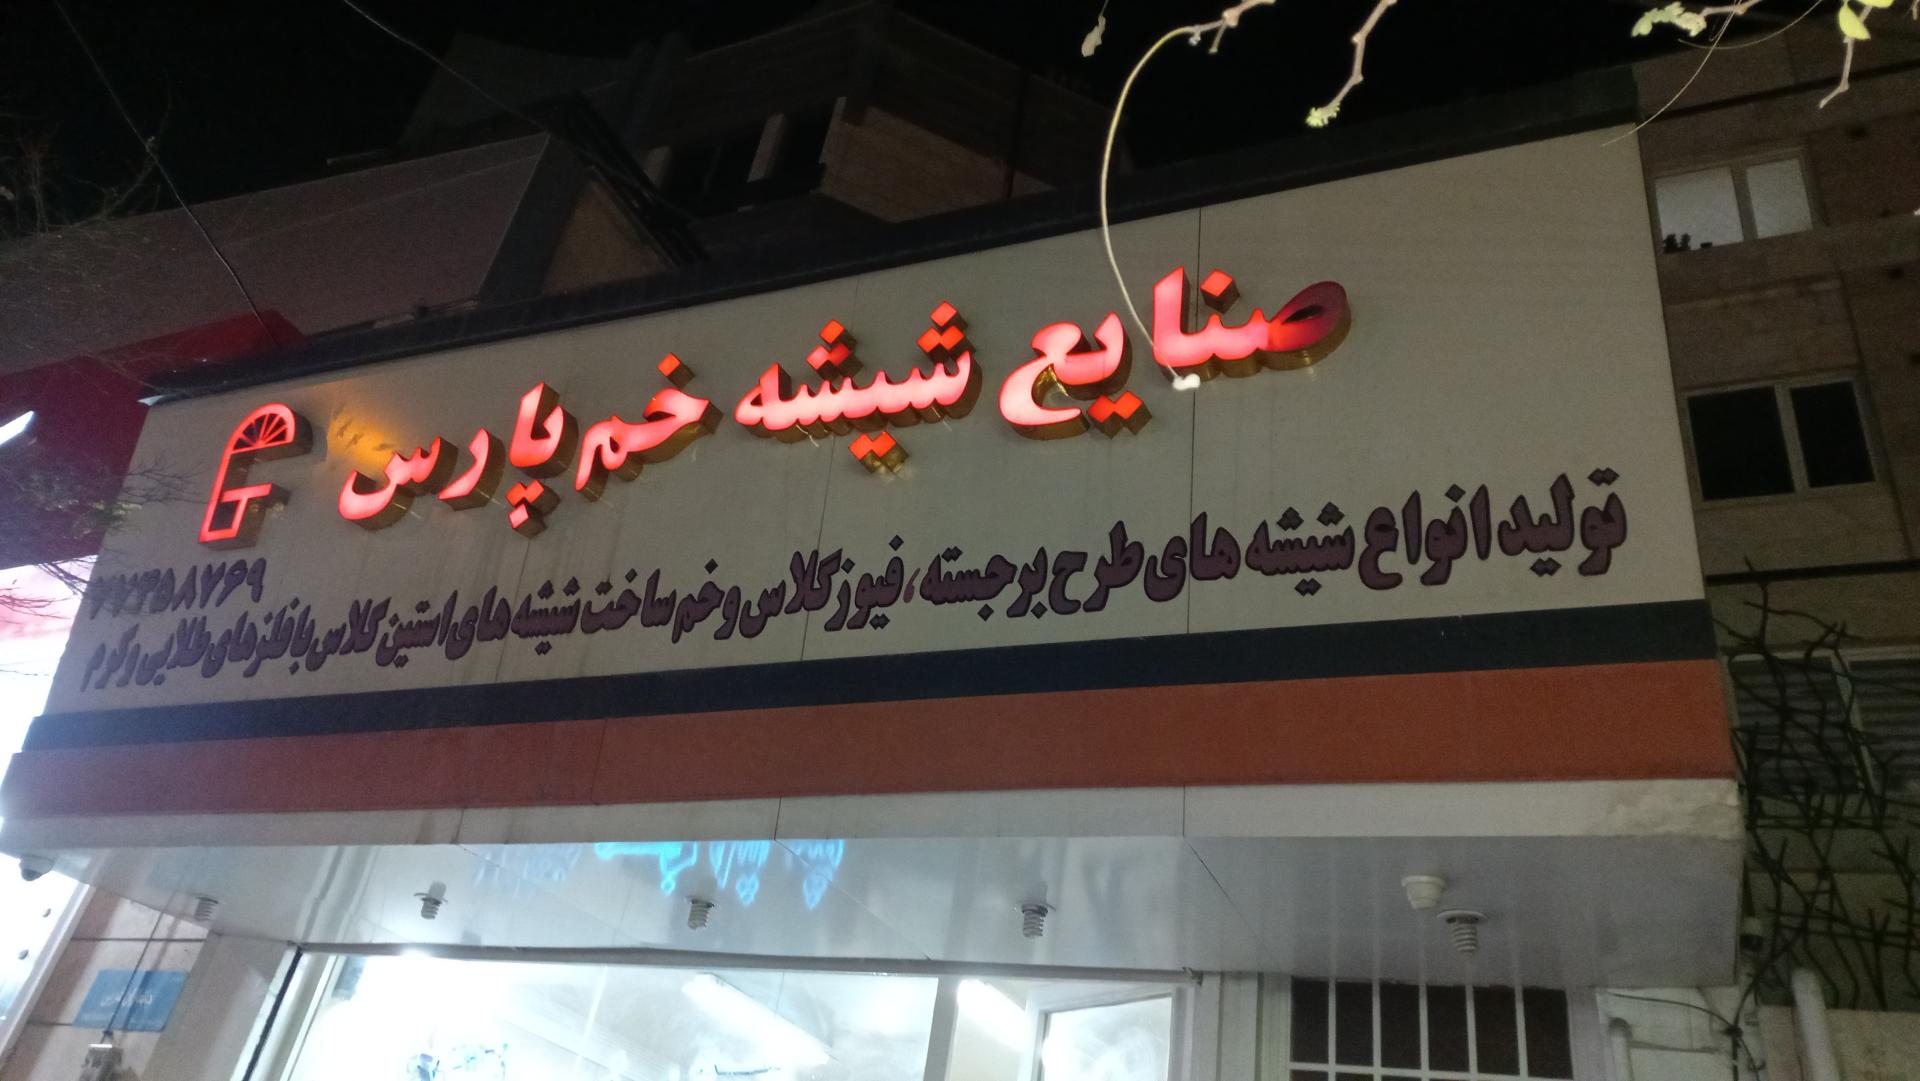 صنایع شیشه خم پارس
تولید انواع شیشه های طرح برجسته، فیوزگلاس و خم ساخت شیشه های استین گلاس با فلزهای طلایی و کرم
۷۷۴۵۸۷۶۹